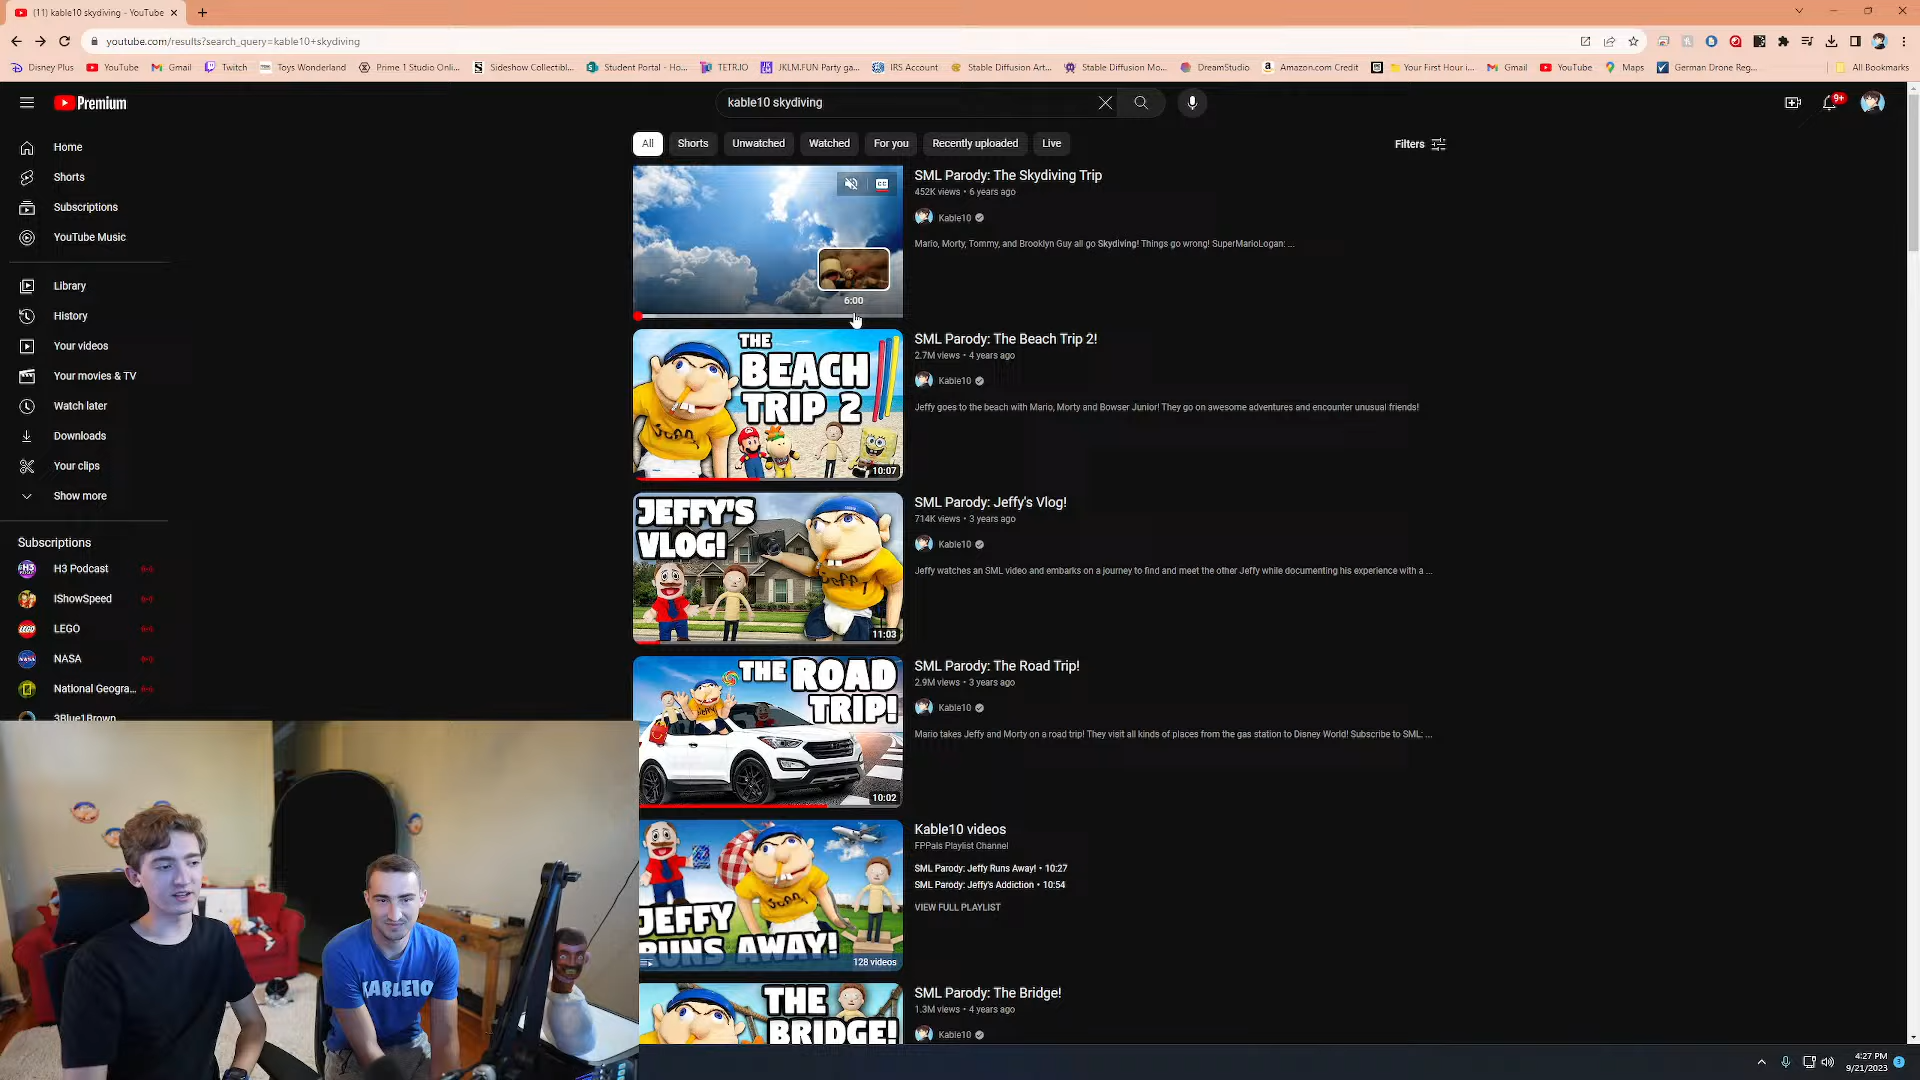 (11) kable10 skydiving - YouTube
youtube.com/results?search_query=kable10+skydiving
Disney Plus YouTube Gmail Twitch Toys Wonderland Prime 1 Studio Onli... Sideshow Collectibl... Student Portal - Ho... TETR.IO JKLM.FUN Party ga... IRS Account Stable Diffusion Art... Stable Diffusion Mo... DreamStudio Amazon.com Credit Your First Hour i... Gmail YouTube Maps German Drone Reg... All Bookmarks
Premium
kable10 skydiving
9+
All Shorts Unwatched Watched For you Recently uploaded Live
Filters
Home
Shorts
Subscriptions
YouTube Music
Library
History
Your videos
Your movies & TV
Watch later
Downloads
Your clips
Show more
Subscriptions
H3 Podcast
IShowSpeed
LEGO
NASA
National Geogra...
3Blue1Brown
CC
6:00
SML Parody: The Skydiving Trip
452K views • 6 years ago
Kable10
Mario, Morty, Tommy, and Brooklyn Guy all go Skydiving! Things go wrong! SuperMarioLogan: ...
THE
BEACH
TRIP 2
10:07
SML Parody: The Beach Trip 2!
2.7M views • 4 years ago
Kable10
Jeffy goes to the beach with Mario, Morty and Bowser Junior! They go on awesome adventures and encounter unusual friends!
JEFFY'S
VLOG!
11:03
SML Parody: Jeffy's Vlog!
714K views • 3 years ago
Kable10
Jeffy watches an SML video and embarks on a journey to find and meet the other Jeffy while documenting his experience with a ...
THE ROAD
TRIP!
10:02
SML Parody: The Road Trip!
2.9M views • 3 years ago
Kable10
Mario takes Jeffy and Morty on a road trip! They visit all kinds of places from the gas station to Disney World! Subscribe to SML: ...
JEFFY
RUNS AWAY!
128 videos
Kable10 videos
FPPals Playlist Channel
SML Parody: Jeffy Runs Away! • 10:27
SML Parody: Jeffy's Addiction • 10:54
VIEW FULL PLAYLIST
THE
BRIDGE!
SML Parody: The Bridge!
1.3M views • 4 years ago
Kable10
KABLE10
4:27 PM
9/21/2023
3